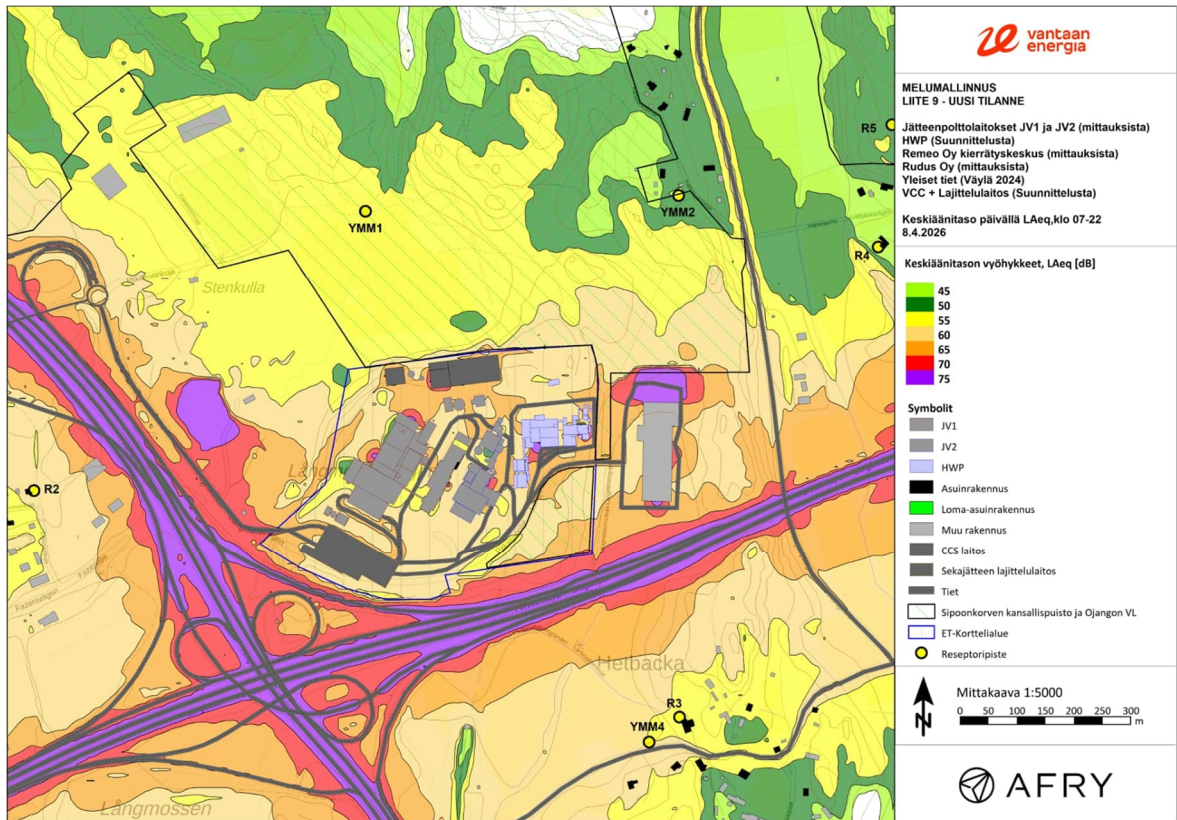 vantaan
energia
MELUMALLINNUS
LIITE 9 - UUSI TILANNE
Jätteenpolttolaitokset JV1 ja JV2 (mittauksista)
HWP (Suunnittelusta)
Remeo Oy kierrätyskeskus (mittauksista)
Rudus Oy (mittauksista)
Yleiset tiet (Väylä 2024)
VCC + Lajittelulaitos (Suunnittelusta)
Keskiäänitaso päivällä LAeq,klo 07-22
8.4.2026
Keskiäänitason vyöhykkeet, LAeq [dB]
45
50
55
60
65
70
75
Symbolit
JV1
JV2
HWP
Asuinrakennus
Loma-asuinrakennus
Muu rakennus
CCS laitos
Sekajätteen lajittelulaitos
Tiet
Sipoonkorven kansallispuisto ja Ojangon VL
ET-Korttelialue
Reseptoripiste
N
Mittakaava 1:5000
0 50 100 150 200 250 300
m
AFRY
R5
YMM1
YMM2
R4
Stenkulla
R2
Fazersvägen
Hetbacka
R3
YMM4
Långmossen